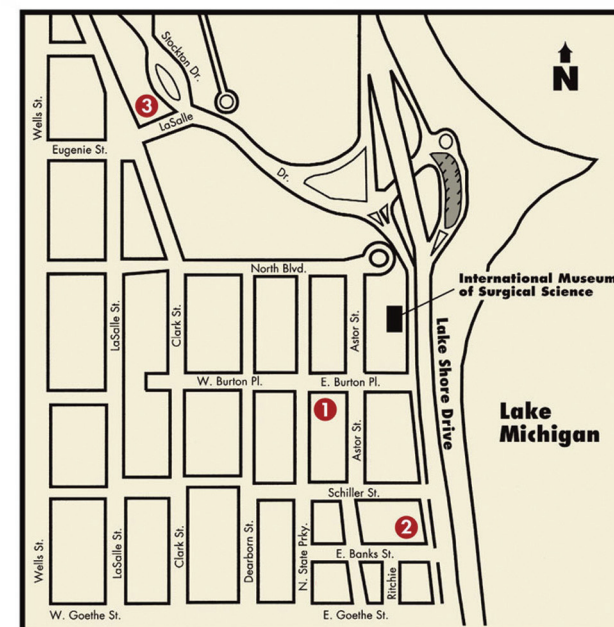 Stockton Dr.
N
3
Wells St.
LaSalle
Dr.
Eugenie St.
North Blvd.
International Museum
of Surgical Science
LaSalle St.
Clark St.
Astor St.
Lake Shore Drive
W. Burton Pl.
E. Burton Pl.
1
Lake
Michigan
Astor St.
Schiller St.
2
Wells St.
LaSalle St.
Clark St.
Dearborn St.
N. State Prky.
E. Banks St.
Ritchie
W. Goethe St.
E. Goethe St.